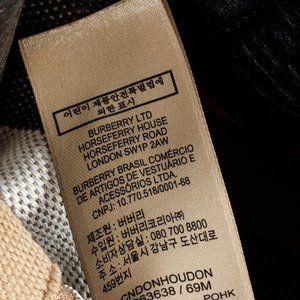 어린이 제품안전특별법에
의한 표시
BURBERRY LTD
HORSEFERRY HOUSE
HORSEFERRY ROAD
LONDON SW1P 2AW
BURBERRY BRASIL COMÉRCIO
DE ARTIGOS DE VESTUÁRIO E
ACESSÓRIOS LTDA.
CNPJ: 10.770.518/0001-68
제조원 : 버버리
수입원 : 버버리코리아㈜
소비자상담실: 080 700 8800
주소 : 서울시 강남구 도산대로
459번지
CNDONHOUDON
63638 / 69M